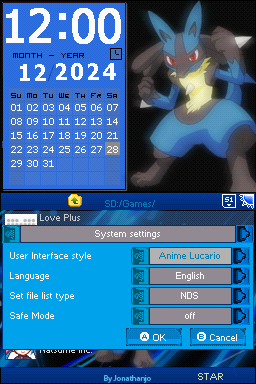 12:00
MONTH - YEAR
12/2024
Su Mo Tu We Th Fr Sa
01 02 03 04 05 06 07
08 09 10 11 12 13 14
15 16 17 18 19 20 21
22 23 24 25 26 27 28
29 30 31
SD:/Games/
S1
Love Plus
System settings
User Interface style Anime Lucario
Language English
Set file list type NDS
Safe Mode off
A OK B Cancel
Natsume Inc.
By Jonathanjo START